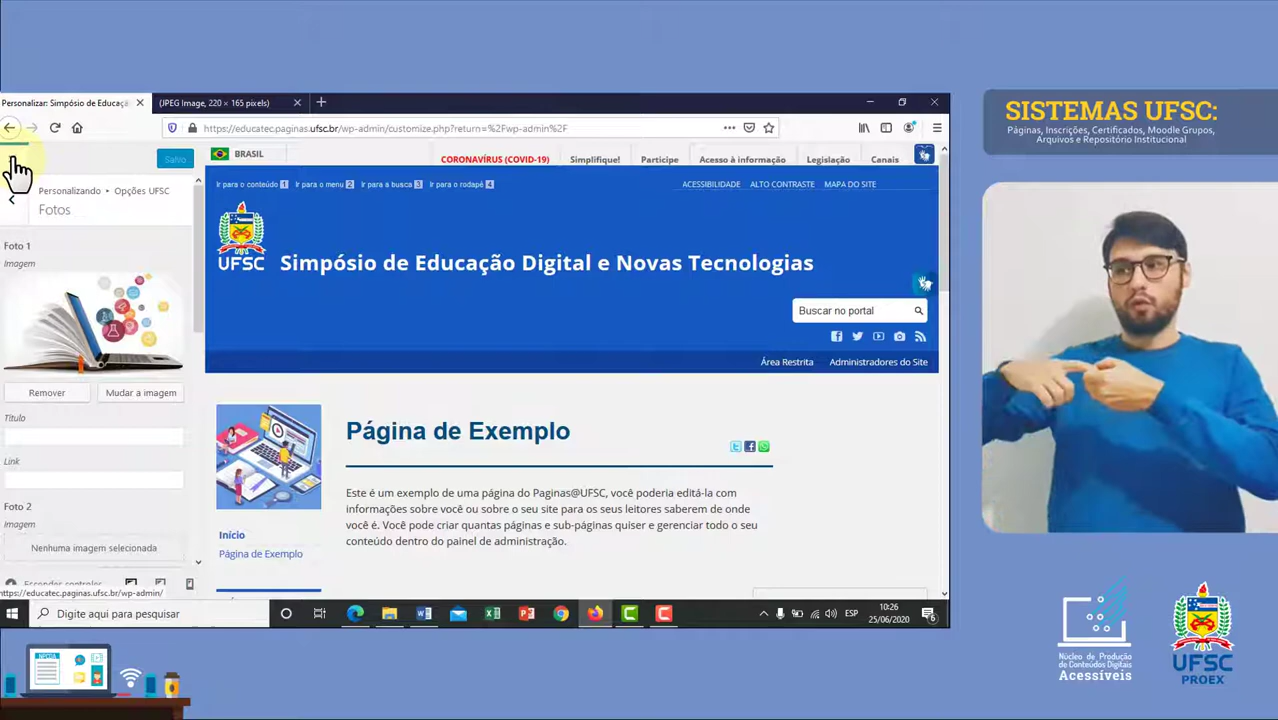 SISTEMAS UFSC:
Páginas, Inscrições, Certificados, Moodle Grupos,
Arquivos e Repositório Institucional
Personalizar: Simpósio de Educaçã
(JPEG Image, 220 × 165 pixels)
https://educatec.paginas.ufsc.br/wp-admin/customize.php?return=%2Fwp-admin%2F
Salvo
Personalizando • Opções UFSC
Fotos
Foto 1
Imagem
Remover
Mudar a imagem
Título
Link
Foto 2
Imagem
Nenhuma imagem selecionada
Esconder controles
https://educatec.paginas.ufsc.br/wp-admin/
BRASIL
CORONAVÍRUS (COVID-19)
Simplifique!
Participe
Acesso à informação
Legislação
Canais
Ir para o conteúdo 1
Ir para o menu 2
Ir para a busca 3
Ir para o rodapé 4
ACESSIBILIDADE
ALTO CONTRASTE
MAPA DO SITE
UFSC
Simpósio de Educação Digital e Novas Tecnologias
Buscar no portal
Área Restrita
Administradores do Site
Página de Exemplo
Este é um exemplo de uma página do Paginas@UFSC, você poderia editá-la com
informações sobre você ou sobre o seu site para os seus leitores saberem de onde
você é. Você pode criar quantas páginas e sub-páginas quiser e gerenciar todo o seu
conteúdo dentro do painel de administração.
Início
Página de Exemplo
Digite aqui para pesquisar
ESP
10:26
25/06/2020
6
Núcleo de Produção
de Conteúdos Digitais
Acessíveis
UFSC
PROEX
NPCDA